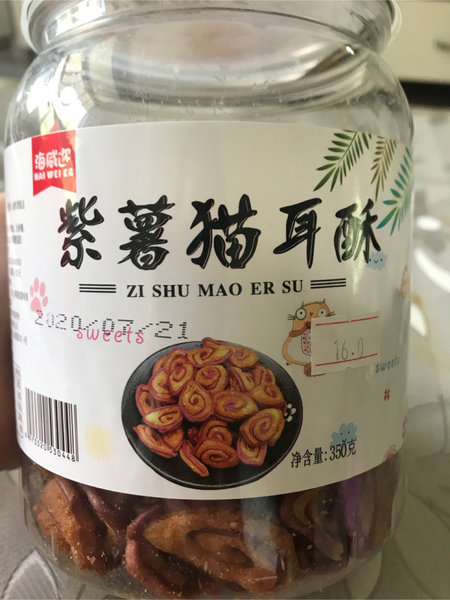 海威迩
HAI WEI ER
紫薯猫耳酥
ZI SHU MAO ER SU
2020/07/21
sweets
16.0
sweets
净含量:350克